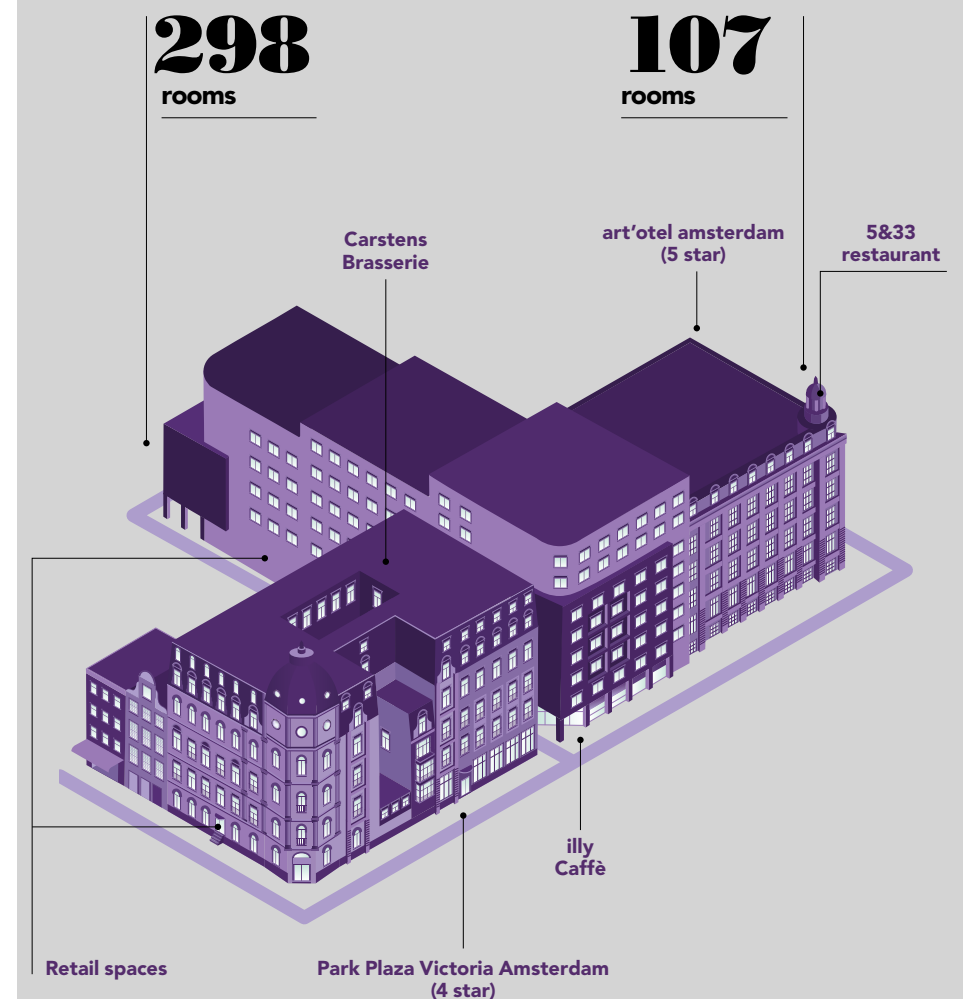 298
rooms
107
rooms
Carstens
Brasserie
art'otel amsterdam
(5 star)
5&33
restaurant
illy
Caffè
Retail spaces
Park Plaza Victoria Amsterdam
(4 star)